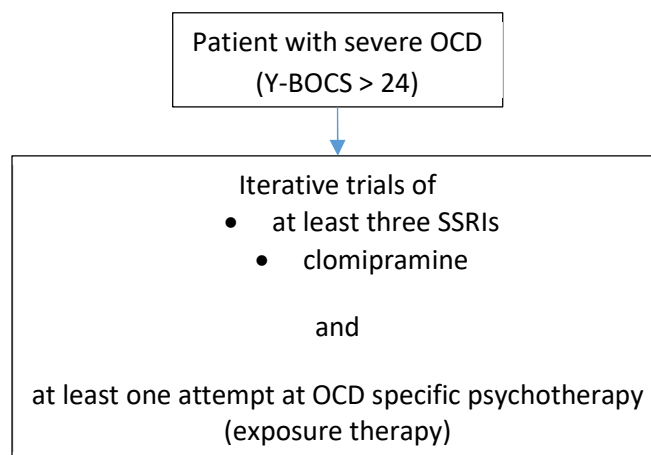 Patient with severe OCD
(Y-BOCS > 24)
Iterative trials of
• at least three SSRIs
• clomipramine
and
at least one attempt at OCD specific psychotherapy
(exposure therapy)